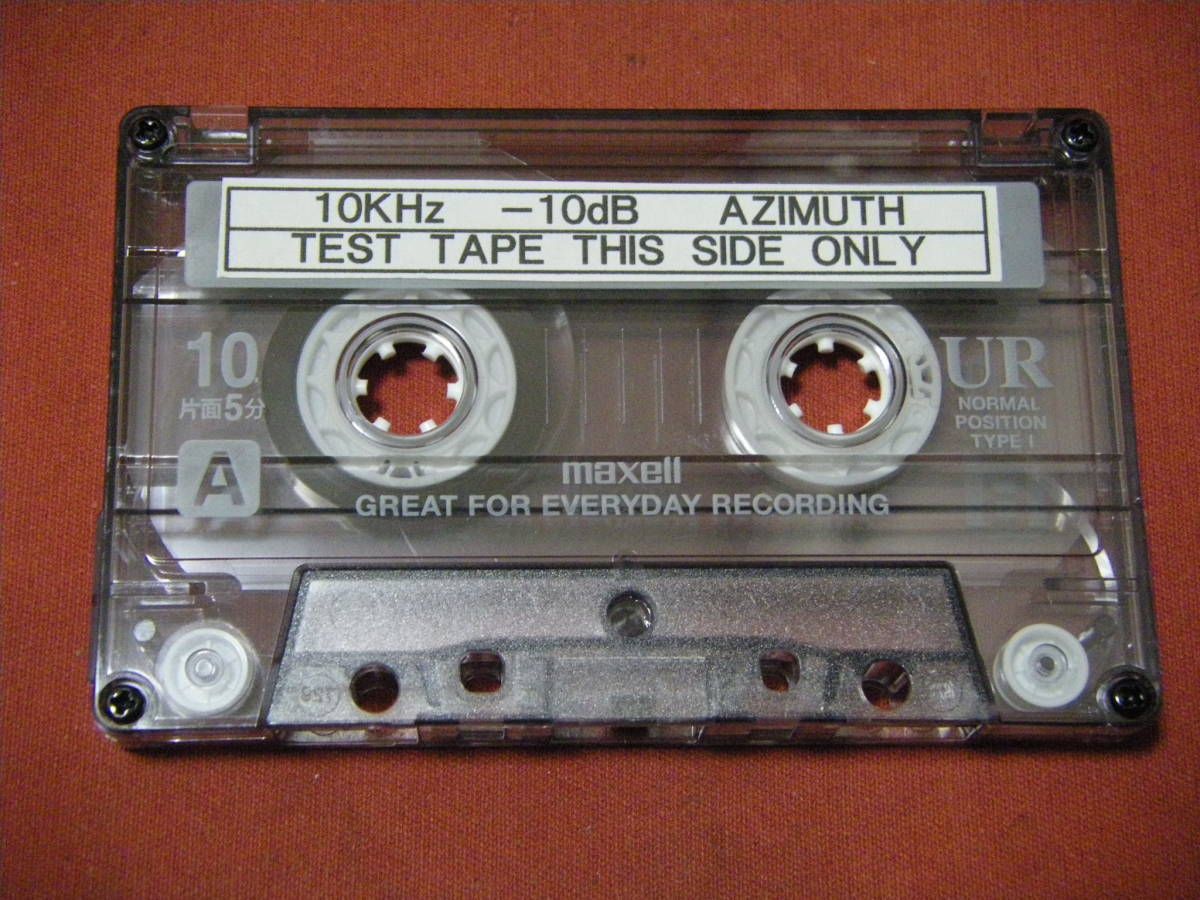 10KHz −10dB AZIMUTH
TEST TAPE THIS SIDE ONLY
10
片面5分
A
UR
NORMAL
POSITION
TYPE I
maxell
GREAT FOR EVERYDAY RECORDING